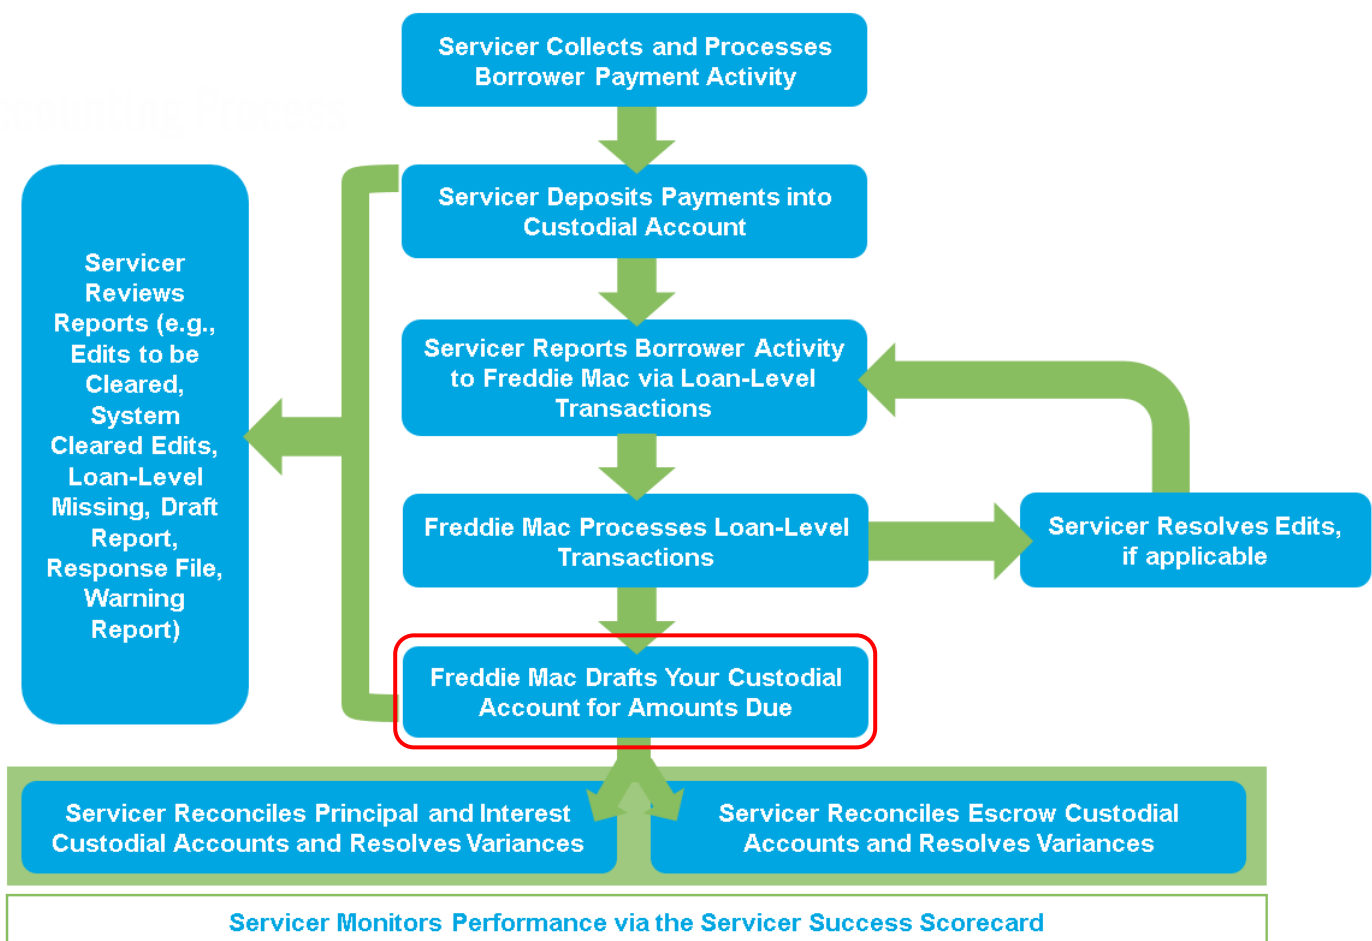 Servicer Collects and Processes
Borrower Payment Activity
ccounting Process
Servicer Deposits Payments into
Custodial Account
Servicer
Reviews
Reports (e.g.,
Edits to be
Cleared,
System
Cleared Edits,
Loan-Level
Missing, Draft
Report,
Response File,
Warning
Report)
Servicer Reports Borrower Activity
to Freddie Mac via Loan-Level
Transactions
Freddie Mac Processes Loan-Level
Transactions
Servicer Resolves Edits,
if applicable
Freddie Mac Drafts Your Custodial
Account for Amounts Due
Servicer Reconciles Principal and Interest
Custodial Accounts and Resolves Variances
Servicer Reconciles Escrow Custodial
Accounts and Resolves Variances
Servicer Monitors Performance via the Servicer Success Scorecard